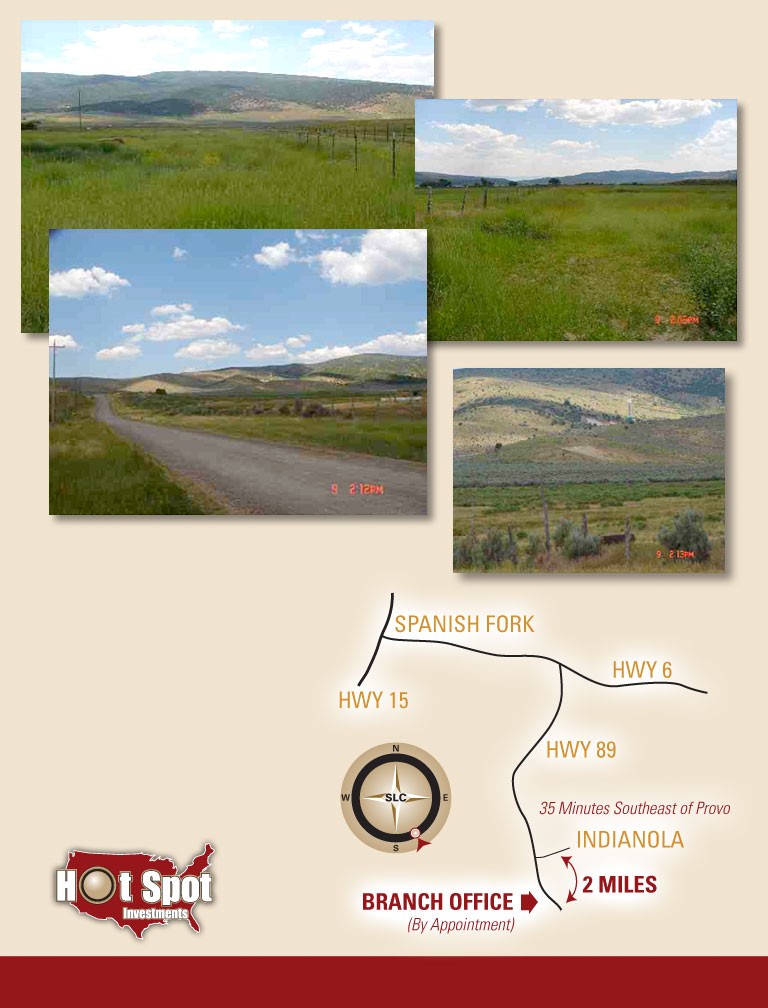 9 2:05PM
9 2:12PM
9 2:13PM
SPANISH FORK
HWY 6
HWY 15
HWY 89
N
W SLC E
S
35 Minutes Southeast of Provo
INDIANOLA
2 MILES
BRANCH OFFICE
(By Appointment)
Hot Spot
Investments